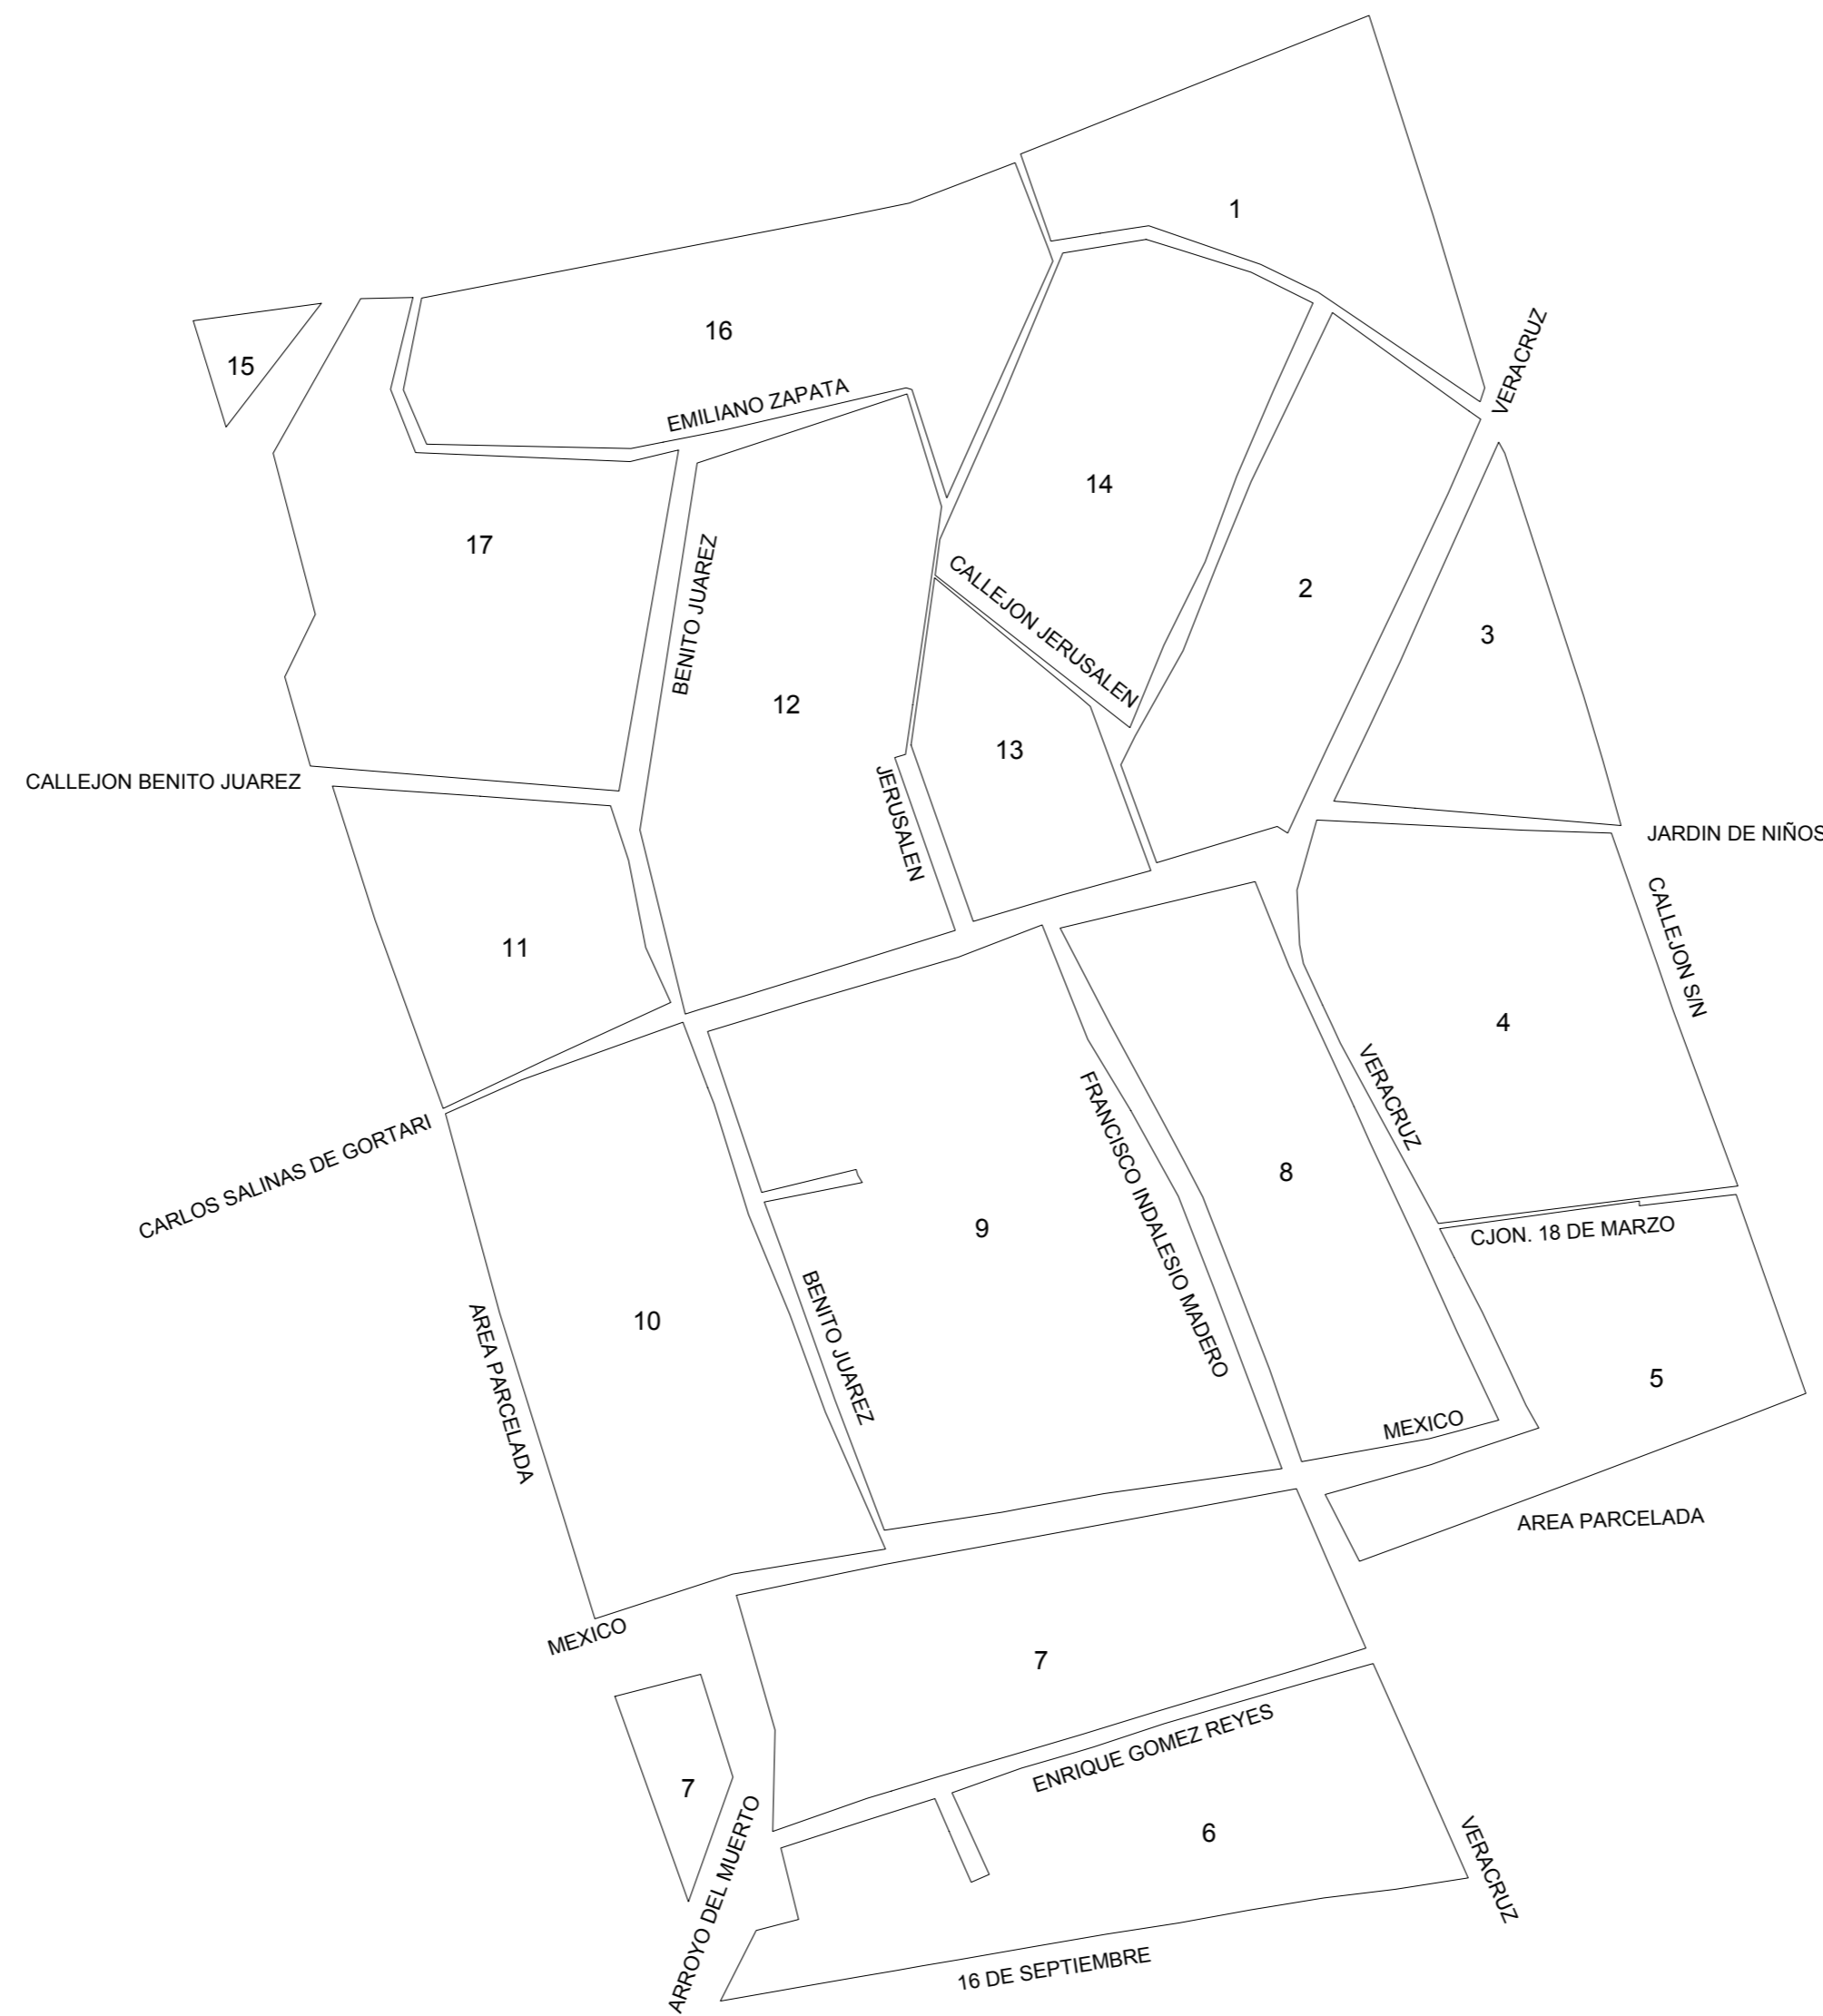 1
VERACRUZ
16
15
EMILIANO ZAPATA
14
17
BENITO JUAREZ
CALLEJON JERUSALEN
2
3
12
13
CALLEJON BENITO JUAREZ
JERUSALEN
JARDIN DE NIÑOS
CALLEJON S/N
11
4
VERACRUZ
FRANCISCO INDALESIO MADERO
CARLOS SALINAS DE GORTARI
8
9
CJON. 18 DE MARZO
10
AREA PARCELADA
BENITO JUAREZ
5
MEXICO
AREA PARCELADA
MEXICO
7
7
ENRIQUE GOMEZ REYES
6
ARROYO DEL MUERTO
VERACRUZ
16 DE SEPTIEMBRE